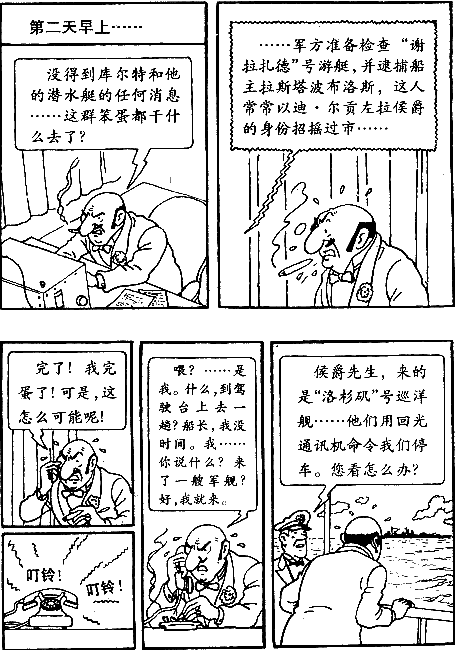 第二天早上……
没得到库尔特和他
的潜水艇的任何消息
……这群笨蛋都干什
么去了？
……军方准备检查“谢
拉扎德”号游艇，并逮捕船
主拉斯塔波布洛斯，这人
常常以迪·尔贡左拉侯爵
的身份招摇过市……
完了！我完
蛋了！可是，这
怎么可能呢！
叮铃！
叮铃！
喂？……是
我。什么，到驾
驶台上去一
趟？船长，我没
时间。我……
你说什么？来
了一艘军舰？
好，我就来。
侯爵先生，来的
是“洛杉矶”号巡洋
舰……他们用回光
通讯机命令我们停
车。您看怎么办？